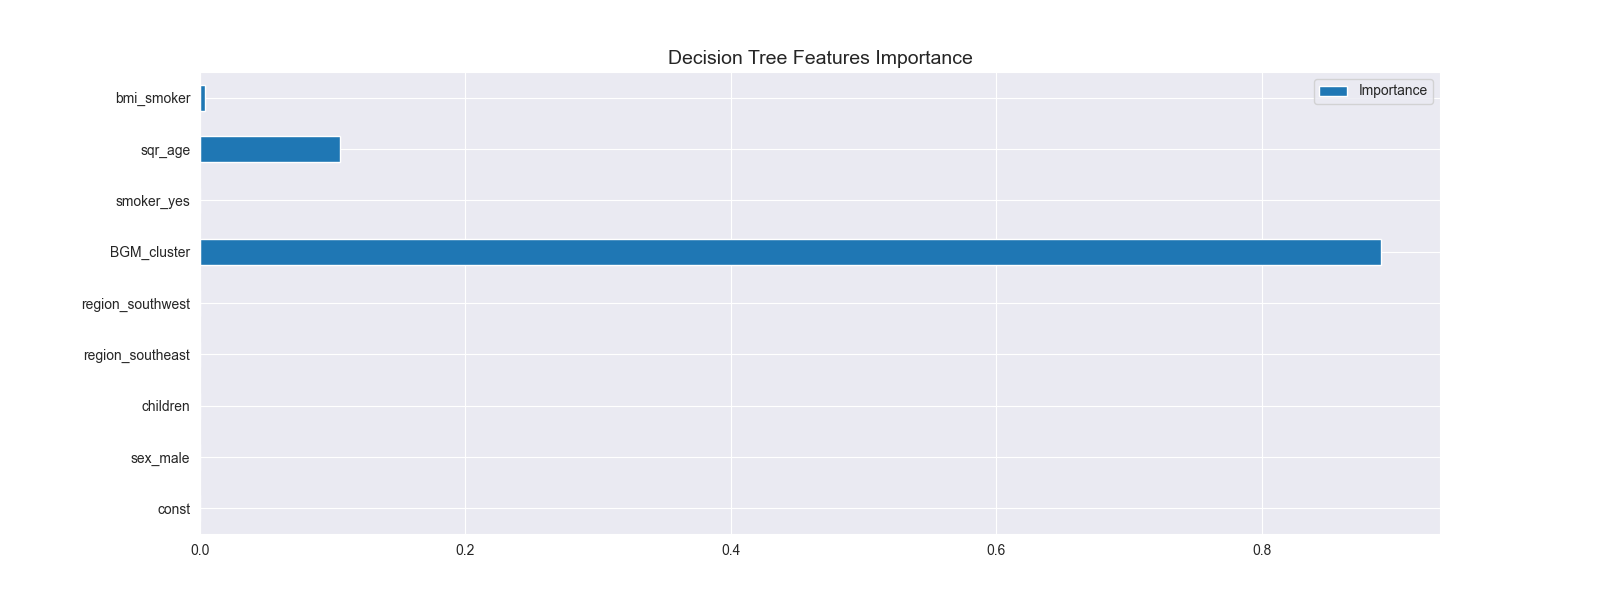 Decision Tree Features Importance
Importance
bmi_smoker
sqr_age
smoker_yes
BGM_cluster
region_southwest
region_southeast
children
sex_male
const
0.0 0.2 0.4 0.6 0.8